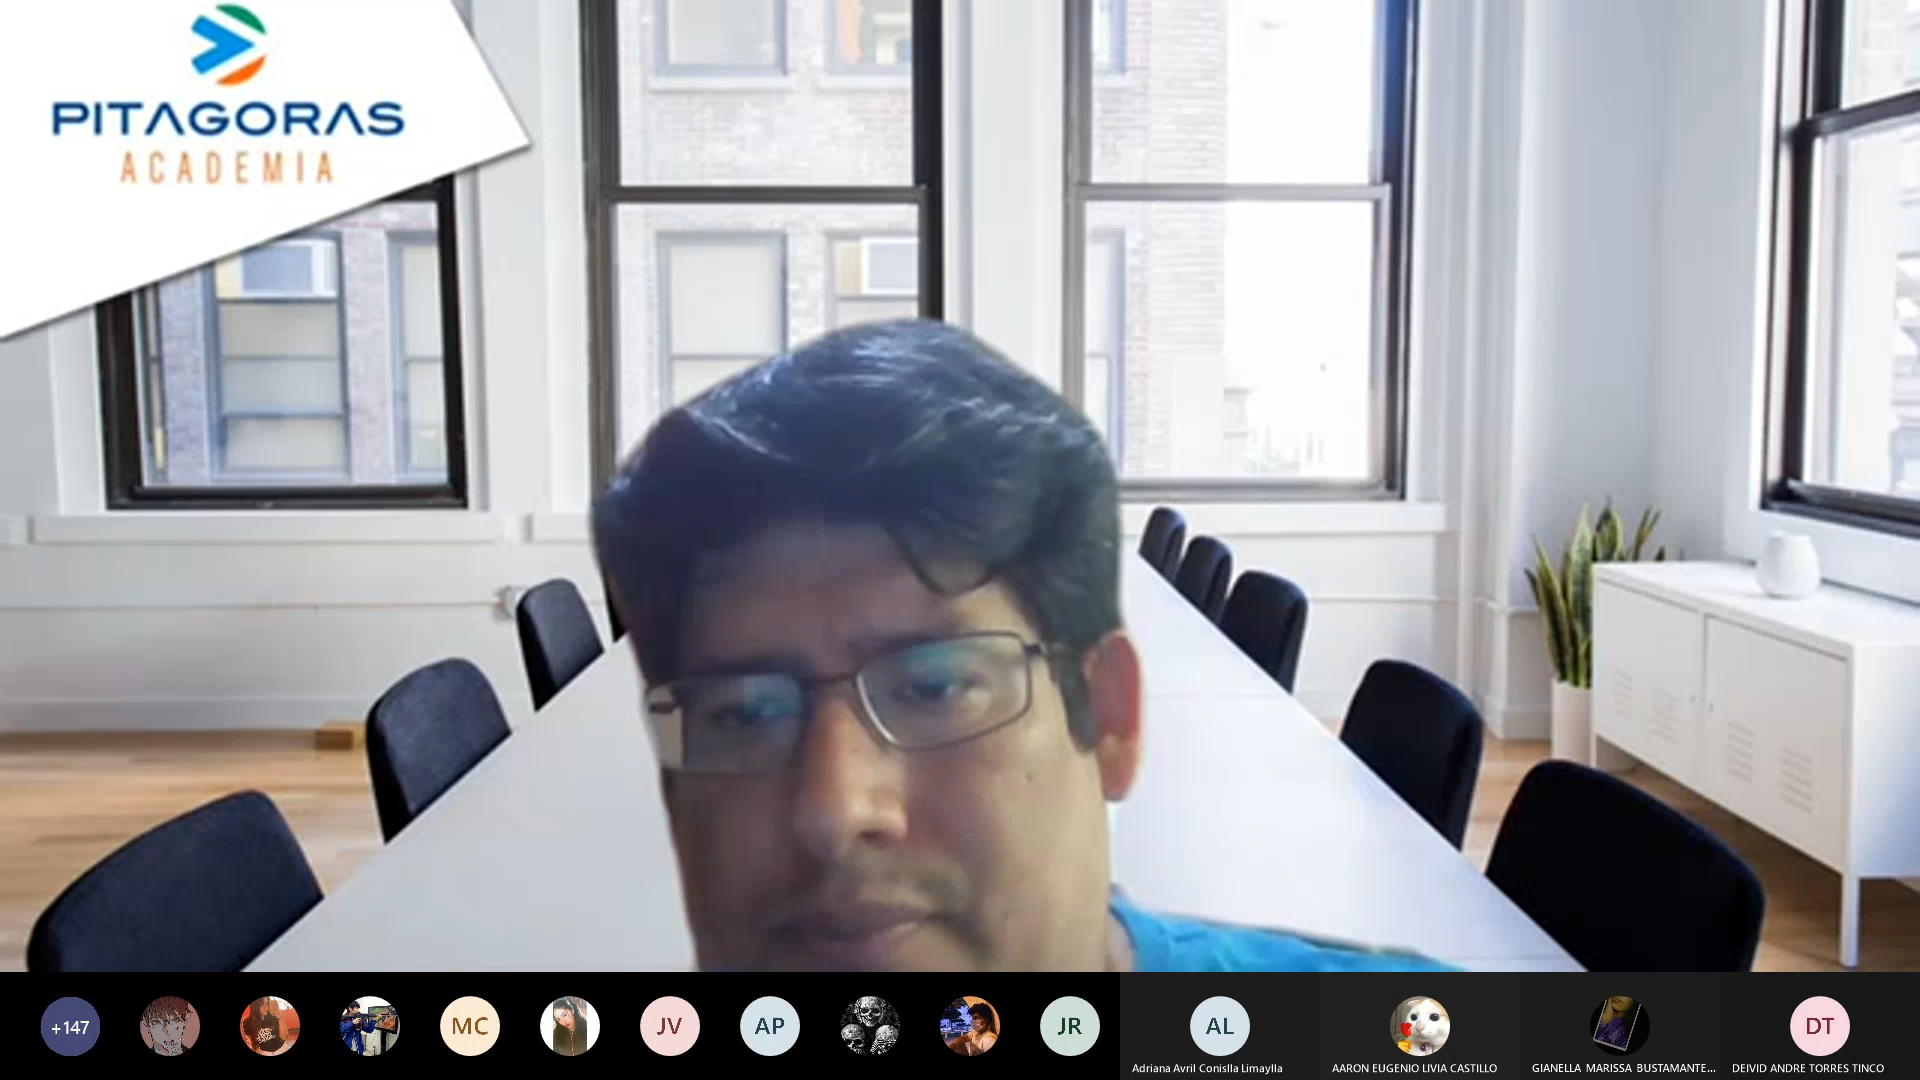 PITAGORAS
ACADEMIA
+147
MC
JV
AP
JR
AL
DT
Adriana Avril Conislla Limaylla
AARON EUGENIO LIVIA CASTILLO
GIANELLA MARISSA BUSTAMANTE...
DEIVID ANDRE TORRES TINCO